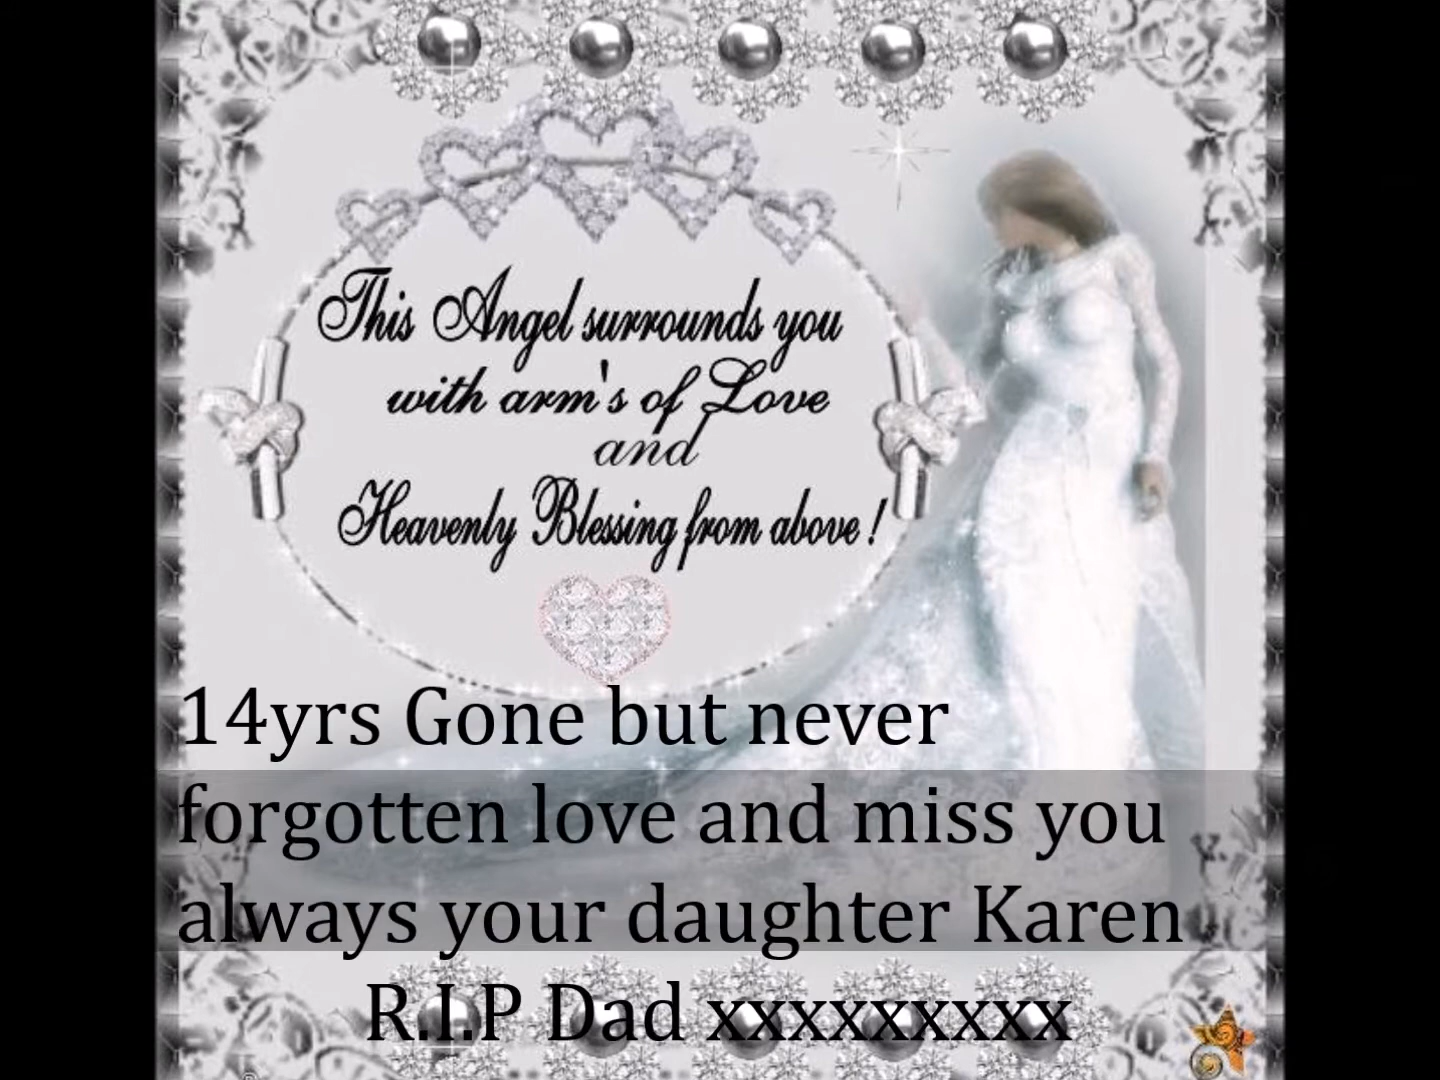 This Angel surrounds you
with arm's of Love
and
Heavenly Blessing from above!
14yrs Gone but never
forgotten love and miss you
always your daughter Karen
R.I.P Dad xxxxxxxxx